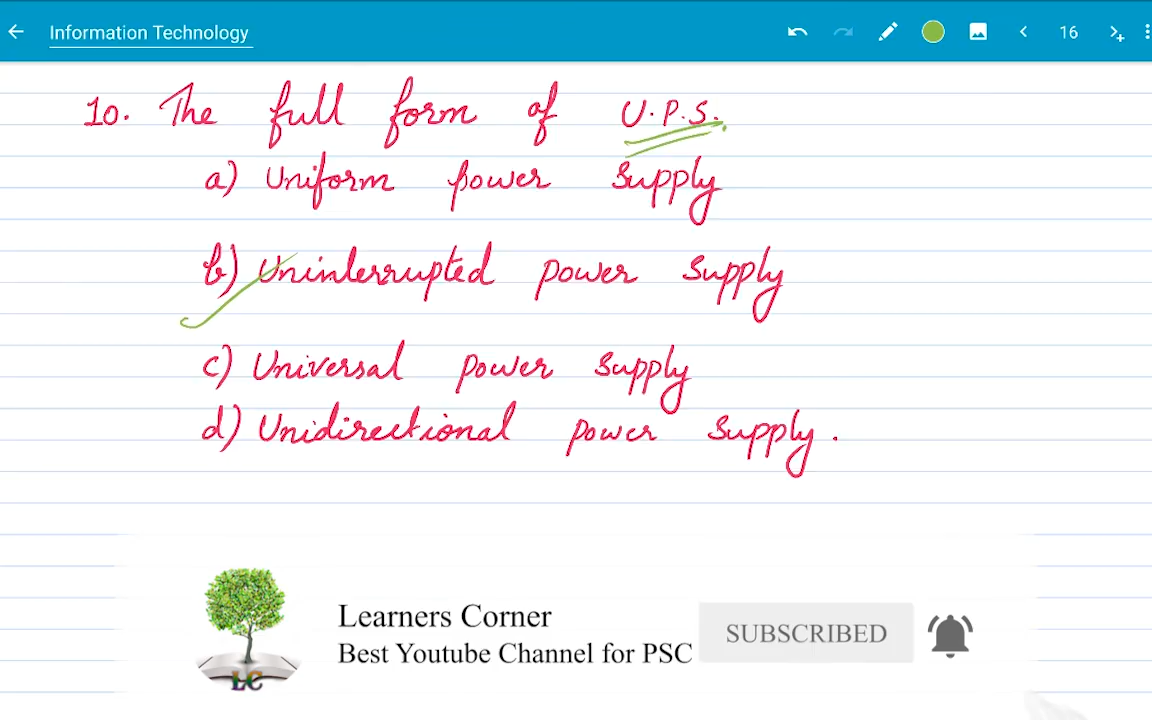 Information Technology
16
10. The full form of U.P.S.
a) Uniform power supply
b) Uninterrupted power supply
c) Universal power supply
d) Unidirectional power supply.
Learners Corner
Best Youtube Channel for PSC
SUBSCRIBED
LC